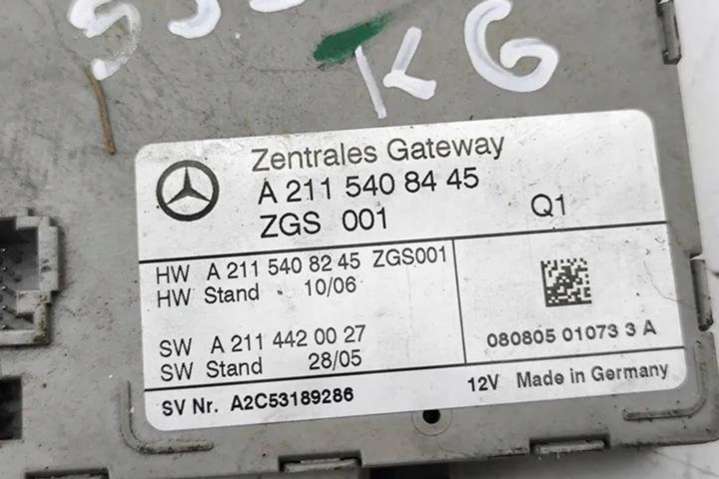 KG
Zentrales Gateway
A 211 540 84 45
ZGS 001 Q1
HW A 211 540 82 45 ZGS001
HW Stand 10/06
SW A 211 442 00 27
SW Stand 28/05
080805 01073 3 A
SV Nr. A2C53189286 12V Made in Germany